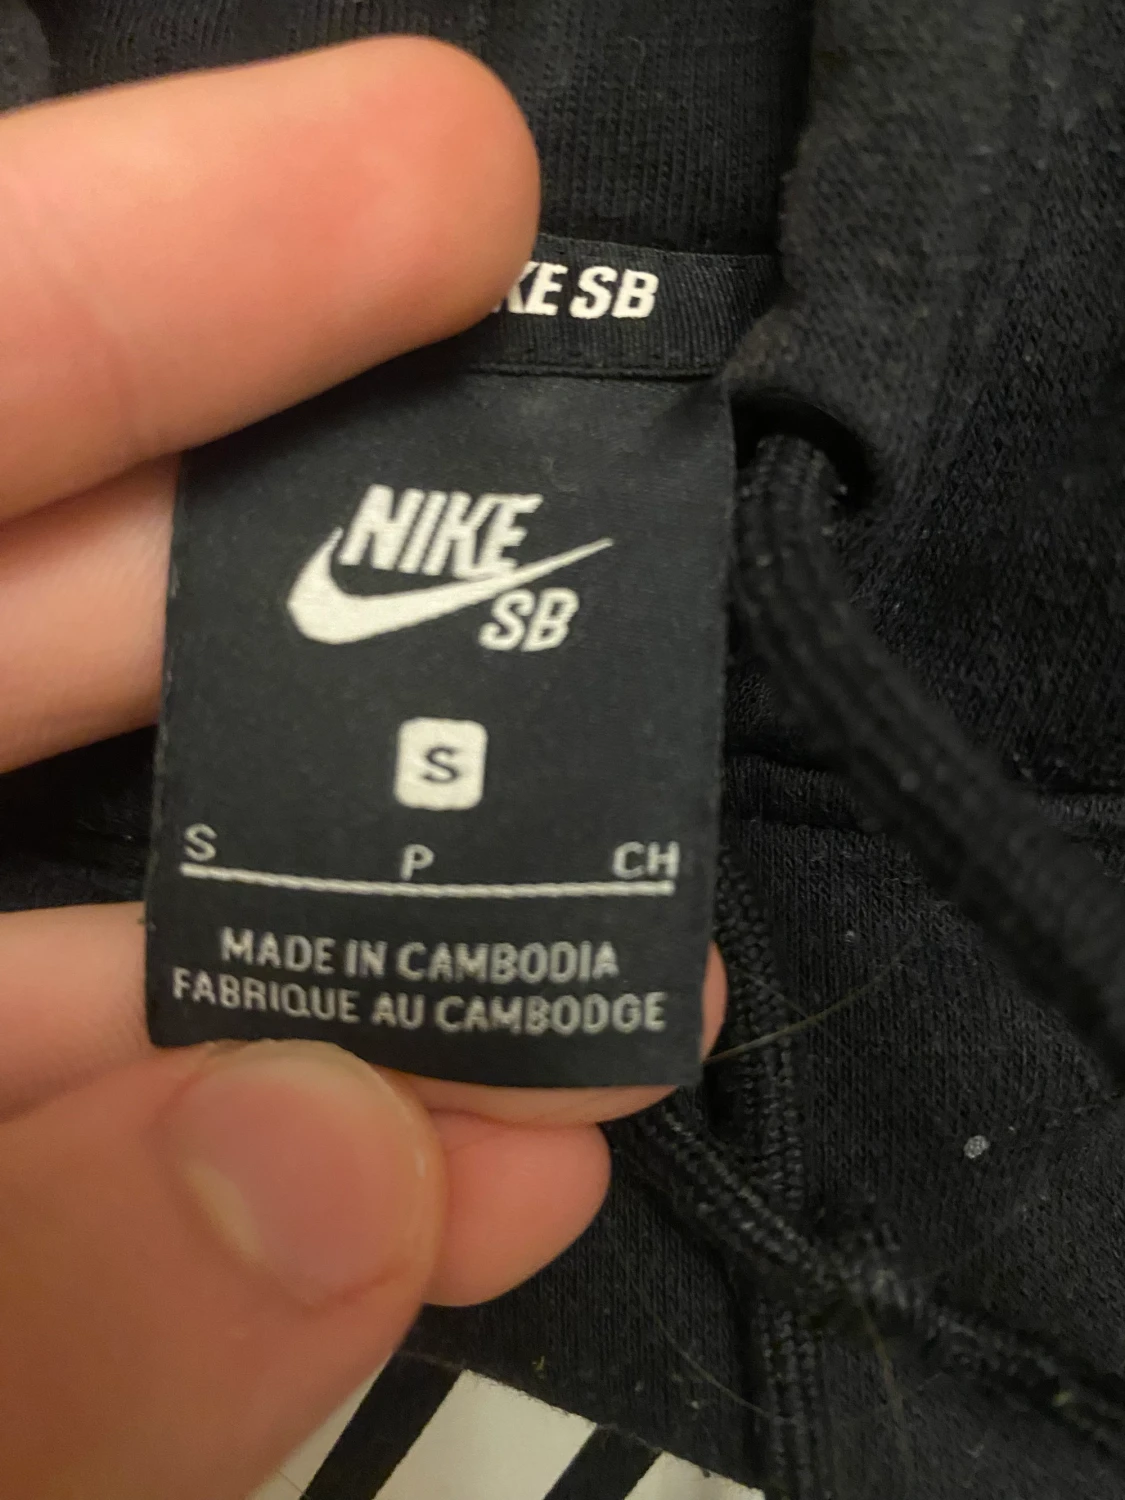 KE SB
NIKE
SB
S
S P CH
MADE IN CAMBODIA
FABRIQUE AU CAMBODGE